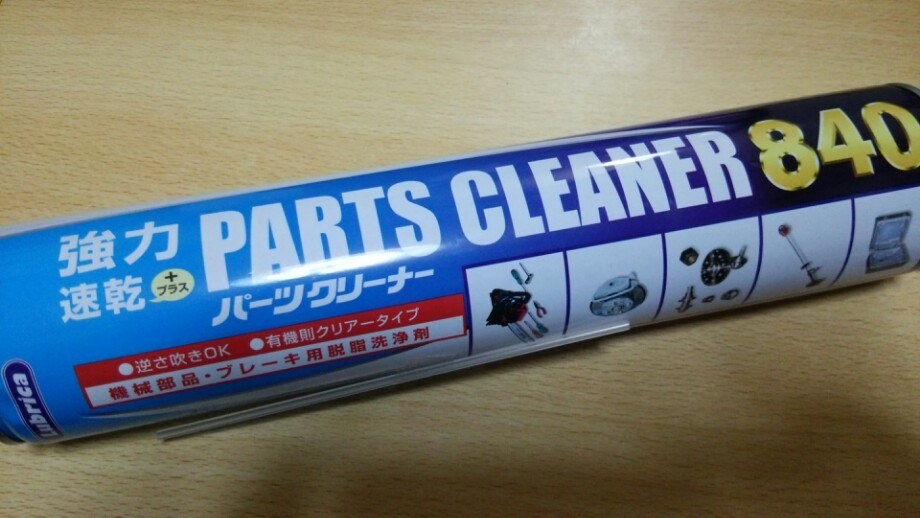 強力
速乾
+
プラス
PARTS CLEANER 840
パーツクリーナー
●逆さ吹きOK ●有機則クリアータイプ
機械部品・ブレーキ用脱脂洗浄剤
Lubrica